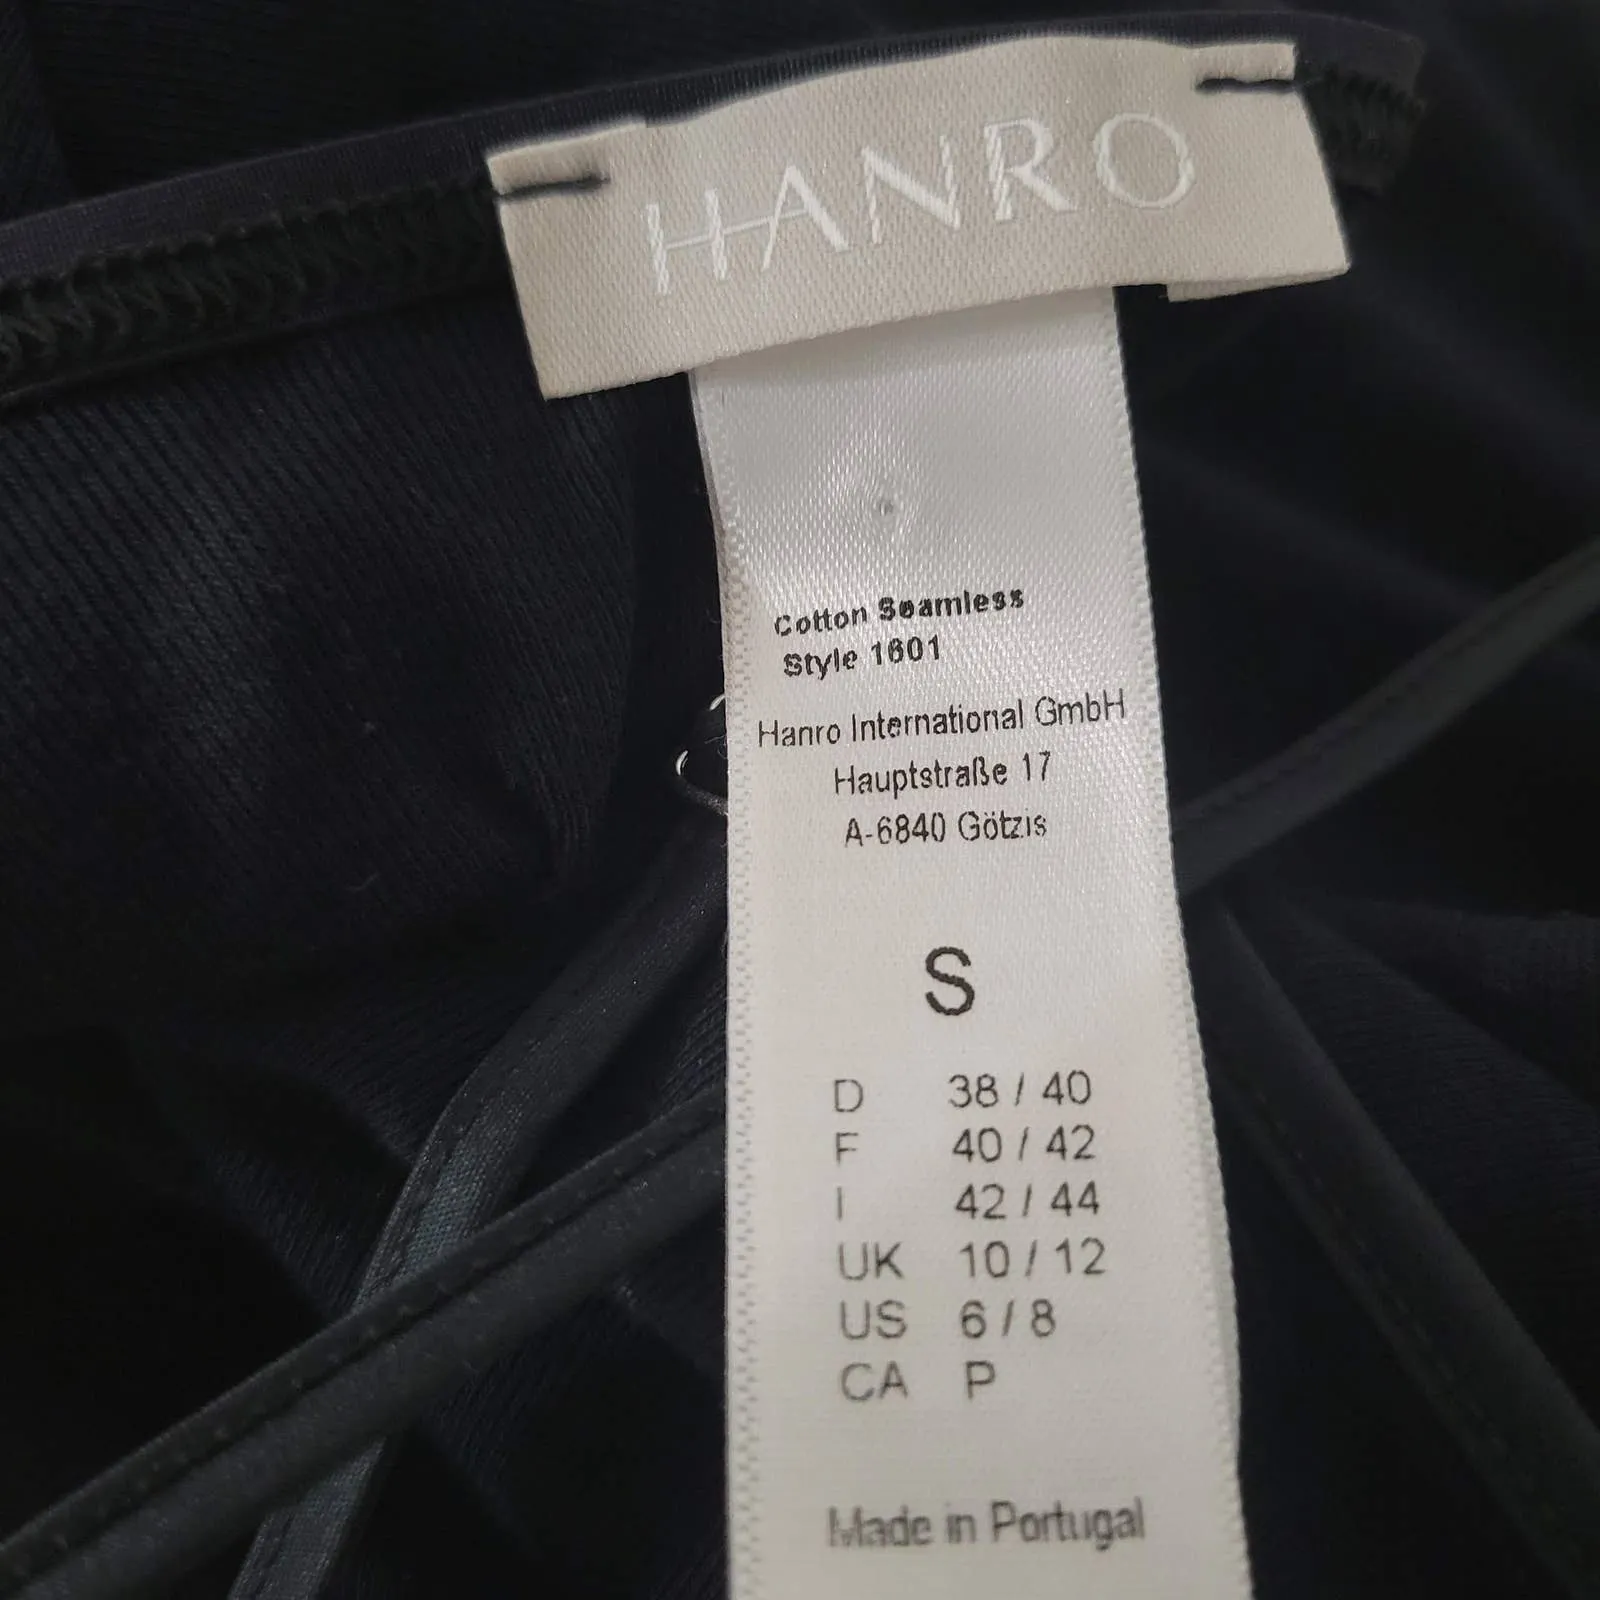 HANRO
Cotton Seamless
Style 1601
Hanro International GmbH
Hauptstraße 17
A-6840 Götzis
S
D 38 / 40
F 40 / 42
I 42 / 44
UK 10 / 12
US 6 / 8
CA P
Made in Portugal